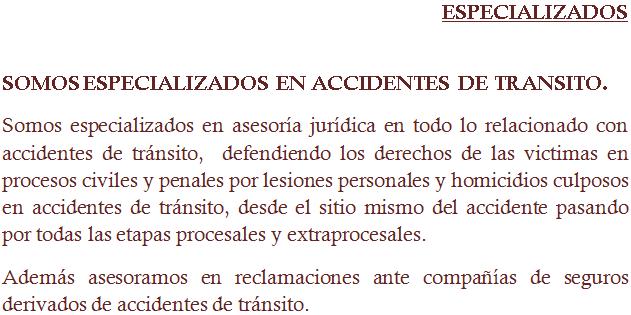 ESPECIALIZADOS
SOMOS ESPECIALIZADOS EN ACCIDENTES DE TRANSITO.
Somos especializados en asesoría jurídica en todo lo relacionado con
accidentes de tránsito, defendiendo los derechos de las victimas en
procesos civiles y penales por lesiones personales y homicidios culposos
en accidentes de tránsito, desde el sitio mismo del accidente pasando
por todas las etapas procesales y extraprocesales.
Además asesoramos en reclamaciones ante compañías de seguros
derivados de accidentes de tránsito.